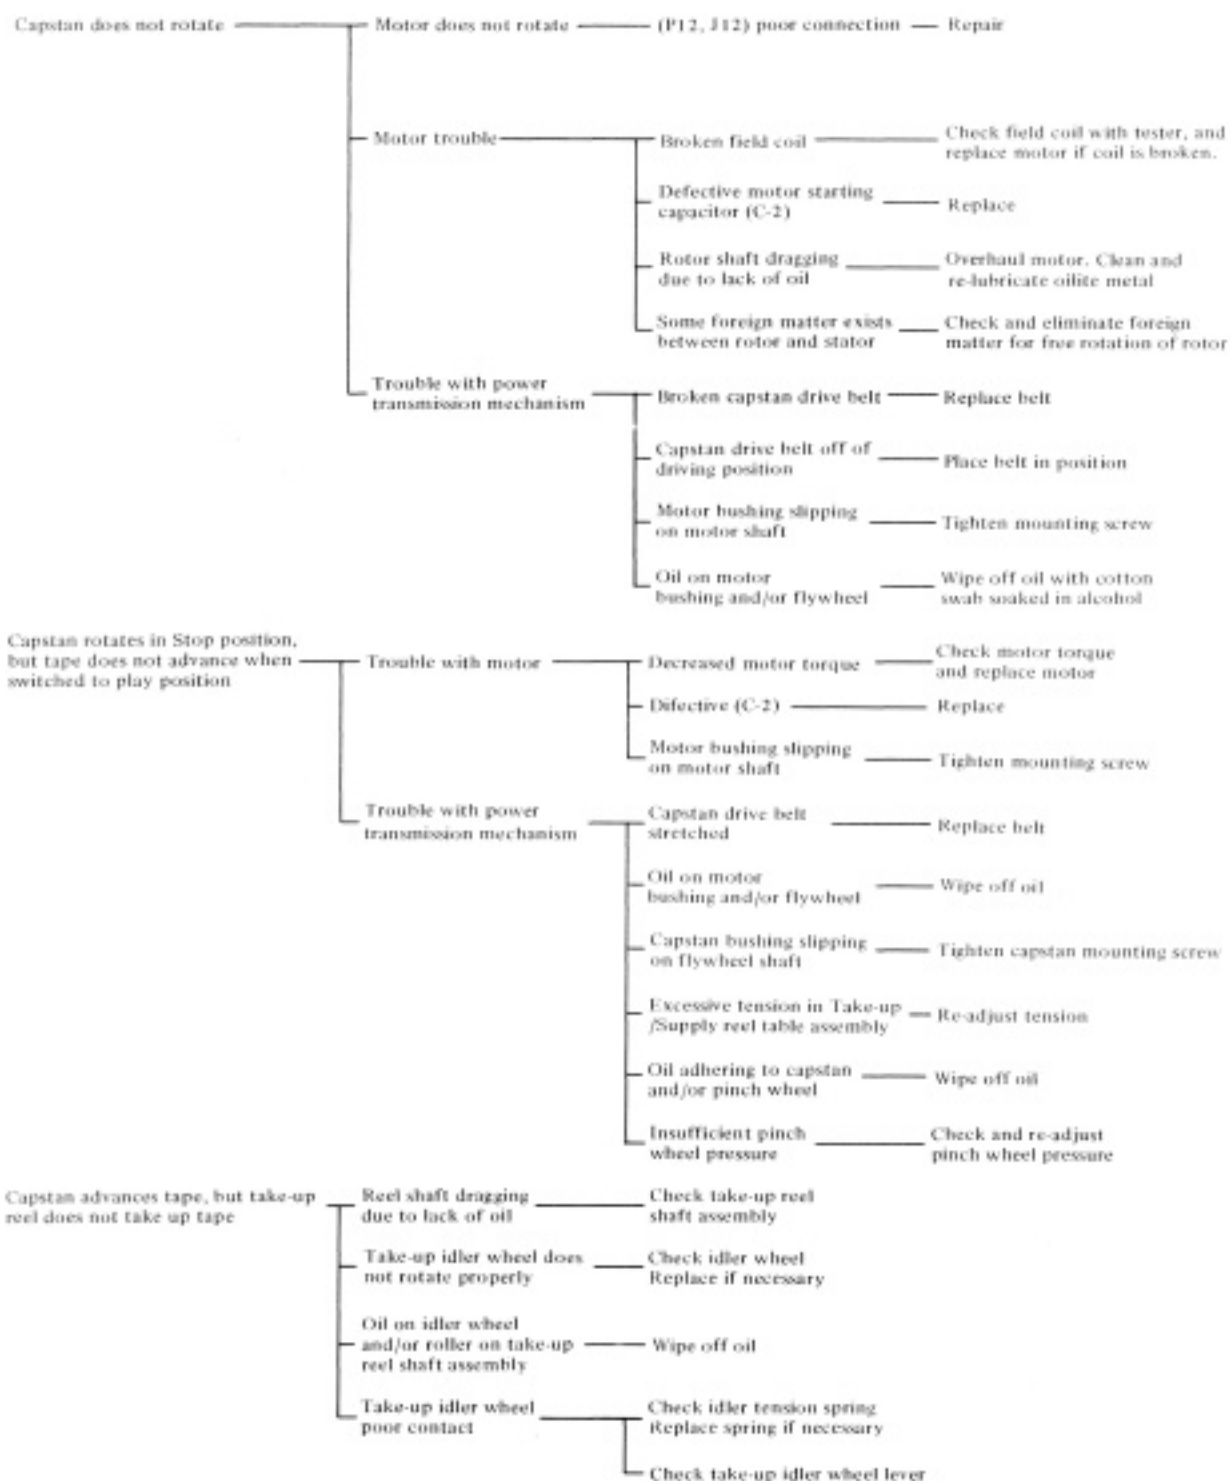 Capstan does not rotate
Motor does not rotate
(P12, J12) poor connection
Repair
Motor trouble
Broken field coil
Check field coil with tester, and
replace motor if coil is broken.
Defective motor starting
capacitor (C-2)
Replace
Rotor shaft dragging
due to lack of oil
Overhaul motor. Clean and
re-lubricate oilite metal
Some foreign matter exists
between rotor and stator
Check and eliminate foreign
matter for free rotation of rotor
Trouble with power
transmission mechanism
Broken capstan drive belt
Replace belt
Capstan drive belt off of
driving position
Place belt in position
Motor bushing slipping
on motor shaft
Tighten mounting screw
Oil on motor
bushing and/or flywheel
Wipe off oil with cotton
swab soaked in alcohol
Capstan rotates in Stop position,
but tape does not advance when
switched to play position
Trouble with motor
Decreased motor torque
Check motor torque
and replace motor
Difective (C-2)
Replace
Motor bushing slipping
on motor shaft
Tighten mounting screw
Trouble with power
transmission mechanism
Capstan drive belt
stretched
Replace belt
Oil on motor
bushing and/or flywheel
Wipe off oil
Capstan bushing slipping
on flywheel shaft
Tighten capstan mounting screw
Excessive tension in Take-up
/Supply reel table assembly
Re-adjust tension
Oil adhering to capstan
and/or pinch wheel
Wipe off oil
Insufficient pinch
wheel pressure
Check and re-adjust
pinch wheel pressure
Capstan advances tape, but take-up
reel does not take up tape
Reel shaft dragging
due to lack of oil
Check take-up reel
shaft assembly
Take-up idler wheel does
not rotate properly
Check idler wheel
Replace if necessary
Oil on idler wheel
and/or roller on take-up
reel shaft assembly
Wipe off oil
Take-up idler wheel
poor contact
Check idler tension spring
Replace spring if necessary
Check take-up idler wheel lever